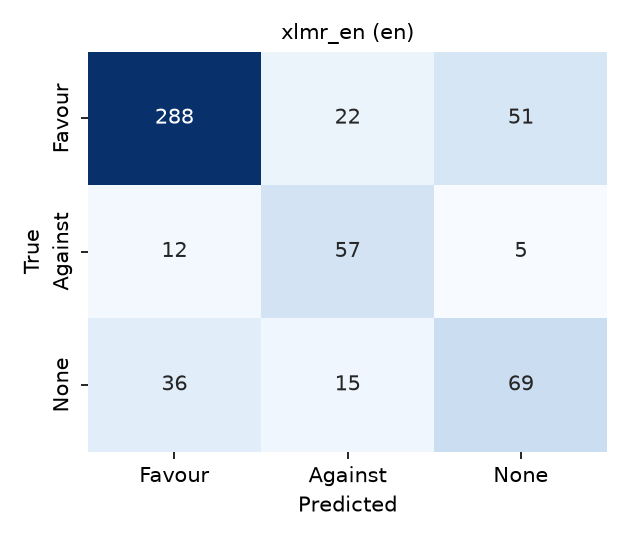 xlmr_en (en)
True
Favour
288 22 51
Against
12 57 5
None
36 15 69
Favour Against None
Predicted